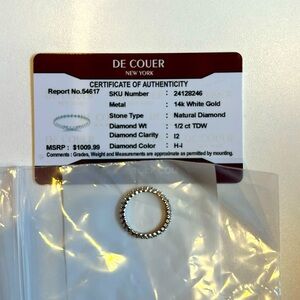 DE COUER
NEW YORK
CERTIFICATE OF AUTHENTICITY
Report No.54617
SKU Number : 24128246
Metal : 14k White Gold
Stone Type : Natural Diamond
Diamond Wt : 1/2 ct TDW
Diamond Clarity : I2
MSRP : $1009.99 Diamond Color : H-I
Comments : Grades, Weight and Measurements are approximate as permitted by mounting.